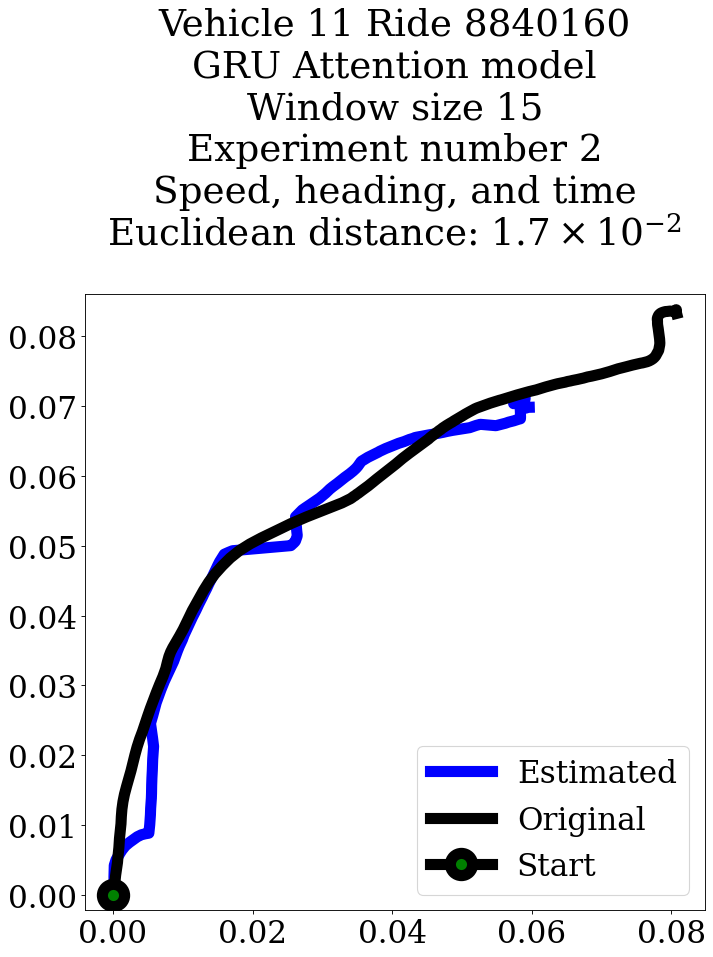 Vehicle 11 Ride 8840160
GRU Attention model
Window size 15
Experiment number 2
Speed, heading, and time
Euclidean distance: 1.7 × 10⁻²
0.08
0.07
0.06
0.05
0.04
0.03
0.02
0.01
0.00
Estimated
Original
Start
0.00 0.02 0.04 0.06 0.08